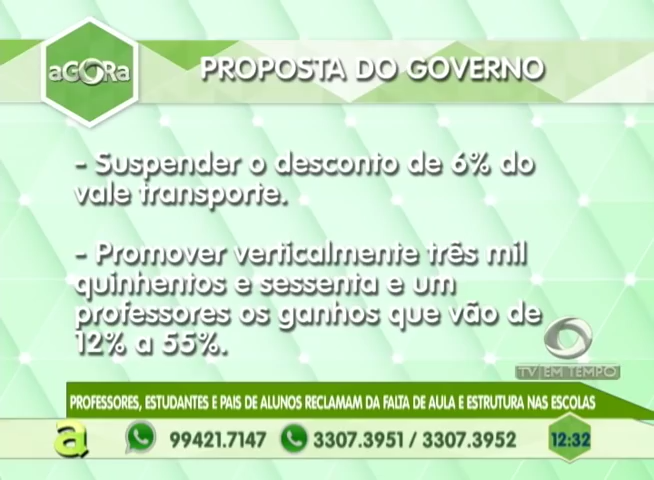 aGORa
PROPOSTA DO GOVERNO
- Suspender o desconto de 6% do
vale transporte.
- Promover verticalmente três mil
quinhentos e sessenta e um
professores os ganhos que vão de
12% a 55%.
TV EM TEMPO
PROFESSORES, ESTUDANTES E PAIS DE ALUNOS RECLAMAM DA FALTA DE AULA E ESTRUTURA NAS ESCOLAS
a 99421.7147 3307.3951 / 3307.3952 12:32